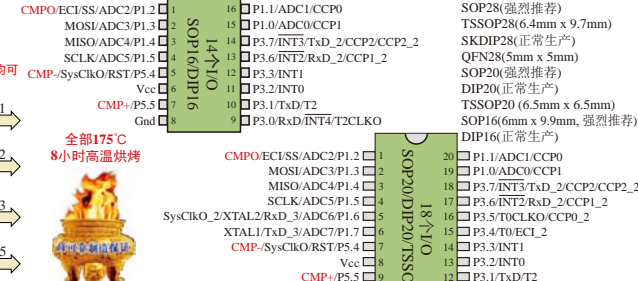 CMPO/ECI/SS/ADC2/P1.2 1 16 P1.1/ADC1/CCP0
MOSI/ADC3/P1.3 2 15 P1.0/ADC0/CCP1
MISO/ADC4/P1.4 3 14 P3.7/INT3/TxD_2/CCP2/CCP2_2
SCLK/ADC5/P1.5 4 13 P3.6/INT2/RxD_2/CCP1_2
CMP-/SysClkO/RST/P5.4 5 12 P3.3/INT1
Vcc 6 11 P3.2/INT0
CMP+/P5.5 7 10 P3.1/TxD/T2
Gnd 8 9 P3.0/RxD/INT4/T2CLKO
SOP16/DIP16
14个I/O
均可
SOP28(强烈推荐)
TSSOP28(6.4mm x 9.7mm)
SKDIP28(正常生产)
QFN28(5mm x 5mm)
SOP20(强烈推荐)
DIP20(正常生产)
TSSOP20 (6.5mm x 6.5mm)
SOP16(6mm x 9.9mm, 强烈推荐)
DIP16(正常生产)
1
2
3
5
全部175℃
8小时高温烘烤
CMPO/ECI/SS/ADC2/P1.2 1 20 P1.1/ADC1/CCP0
MOSI/ADC3/P1.3 2 19 P1.0/ADC0/CCP1
MISO/ADC4/P1.4 3 18 P3.7/INT3/TxD_2/CCP2/CCP2_2
SCLK/ADC5/P1.5 4 17 P3.6/INT2/RxD_2/CCP1_2
SysClkO_2/XTAL2/RxD_3/ADC6/P1.6 5 16 P3.5/T0CLKO/CCP0_2
XTAL1/TxD_3/ADC7/P1.7 6 15 P3.4/T0/ECI_2
CMP-/SysClkO/RST/P5.4 7 14 P3.3/INT1
Vcc 8 13 P3.2/INT0
CMP+/P5.5 9 12 P3.1/TxD/T2
SOP20/DIP20/TSSO
18个I/O